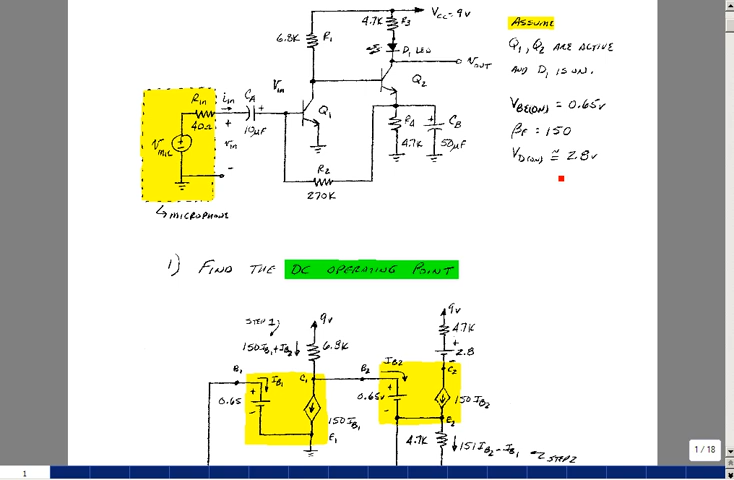 VCC = 9V
4.7K
R3
6.8K
R1
D1 LED
VOUT
Q2
ASSUME
Q1, Q2 ARE ACTIVE
AND D1 IS ON.
VBE(ON) = 0.65V
βF = 150
VD(ON) ≅ 2.8V
Vin
Rin
iin
CA
+
40Ω
10μF
Q1
VMIC
+
vin
-
R4
4.7K
+
CB
50μF
R2
270K
↳ MICROPHONE
1) FIND THE DC OPERATING POINT
STEP 1
9V
9V
150IB1+IB2
6.8K
4.7K
+
2.8
-
B1
IB1
C1
B2
IB2
C2
+
0.65
-
150IB1
+
0.65V
-
150IB2
E1
E2
4.7K
151IB2-IB1
STEP2
1 / 18
1